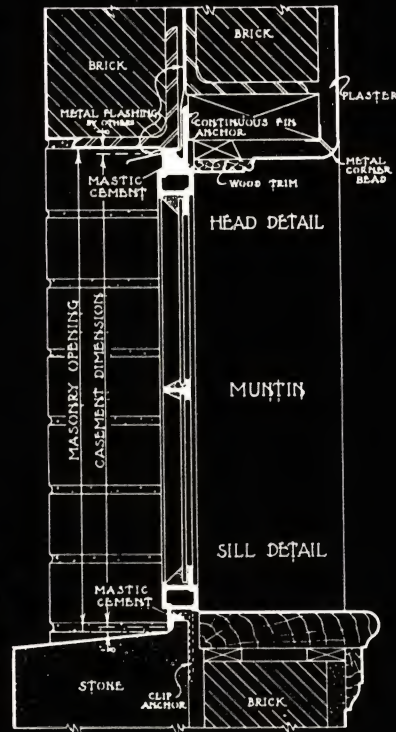 BRICK
BRICK
METAL FLASHING
BY OTHERS
CONTINUOUS FIN
ANCHOR
PLASTER
METAL
CORNER
BEAD
MASTIC
CEMENT
WOOD TRIM
HEAD DETAIL
MASONRY OPENING
CASEMENT DIMENSION
MUNTIN
SILL DETAIL
MASTIC
CEMENT
STONE
CLIP
ANCHOR
BRICK